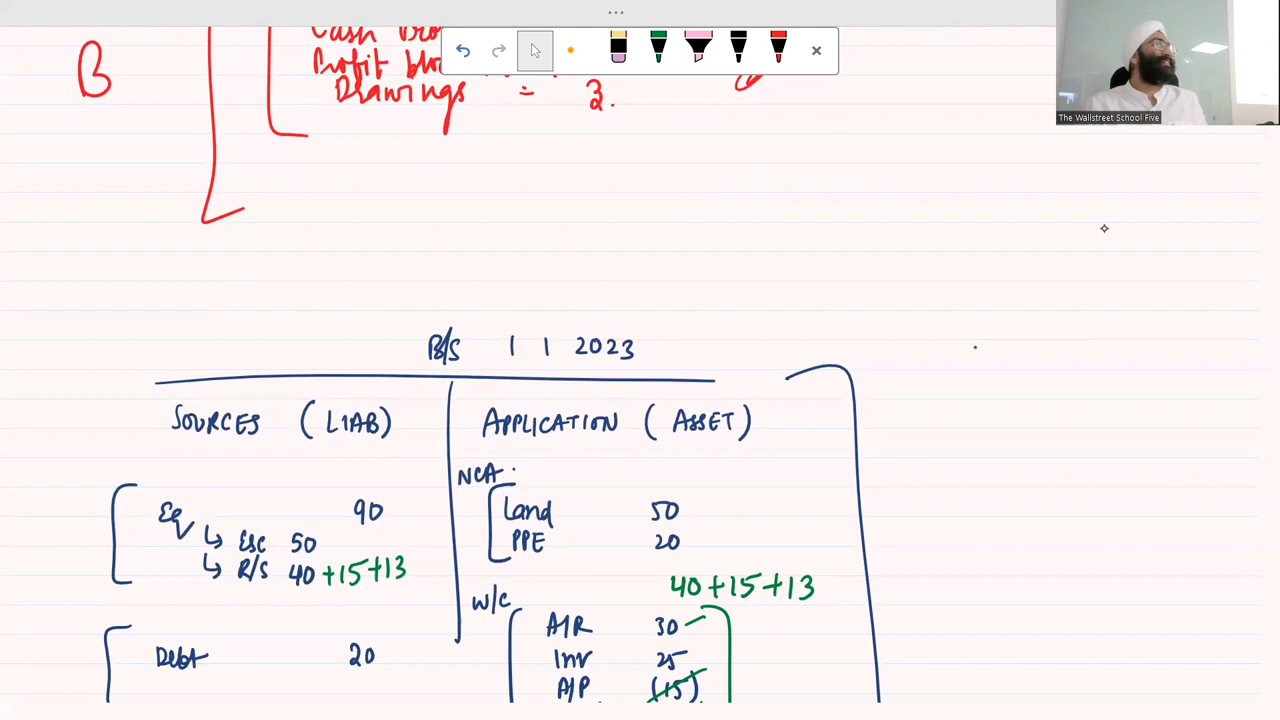 Cash
B
Profit
Drawings = 3.
The Wallstreet School Five
B/S 1 1 2023
SOURCES (LIAB)
APPLICATION (ASSET)
NCA.
Eq 90
↳ ESC 50
↳ R/S 40 +15+13
Land 50
PPE 20
40+15+13
W/C
A/R 30
Debt 20
Inv 25
A/P (15)